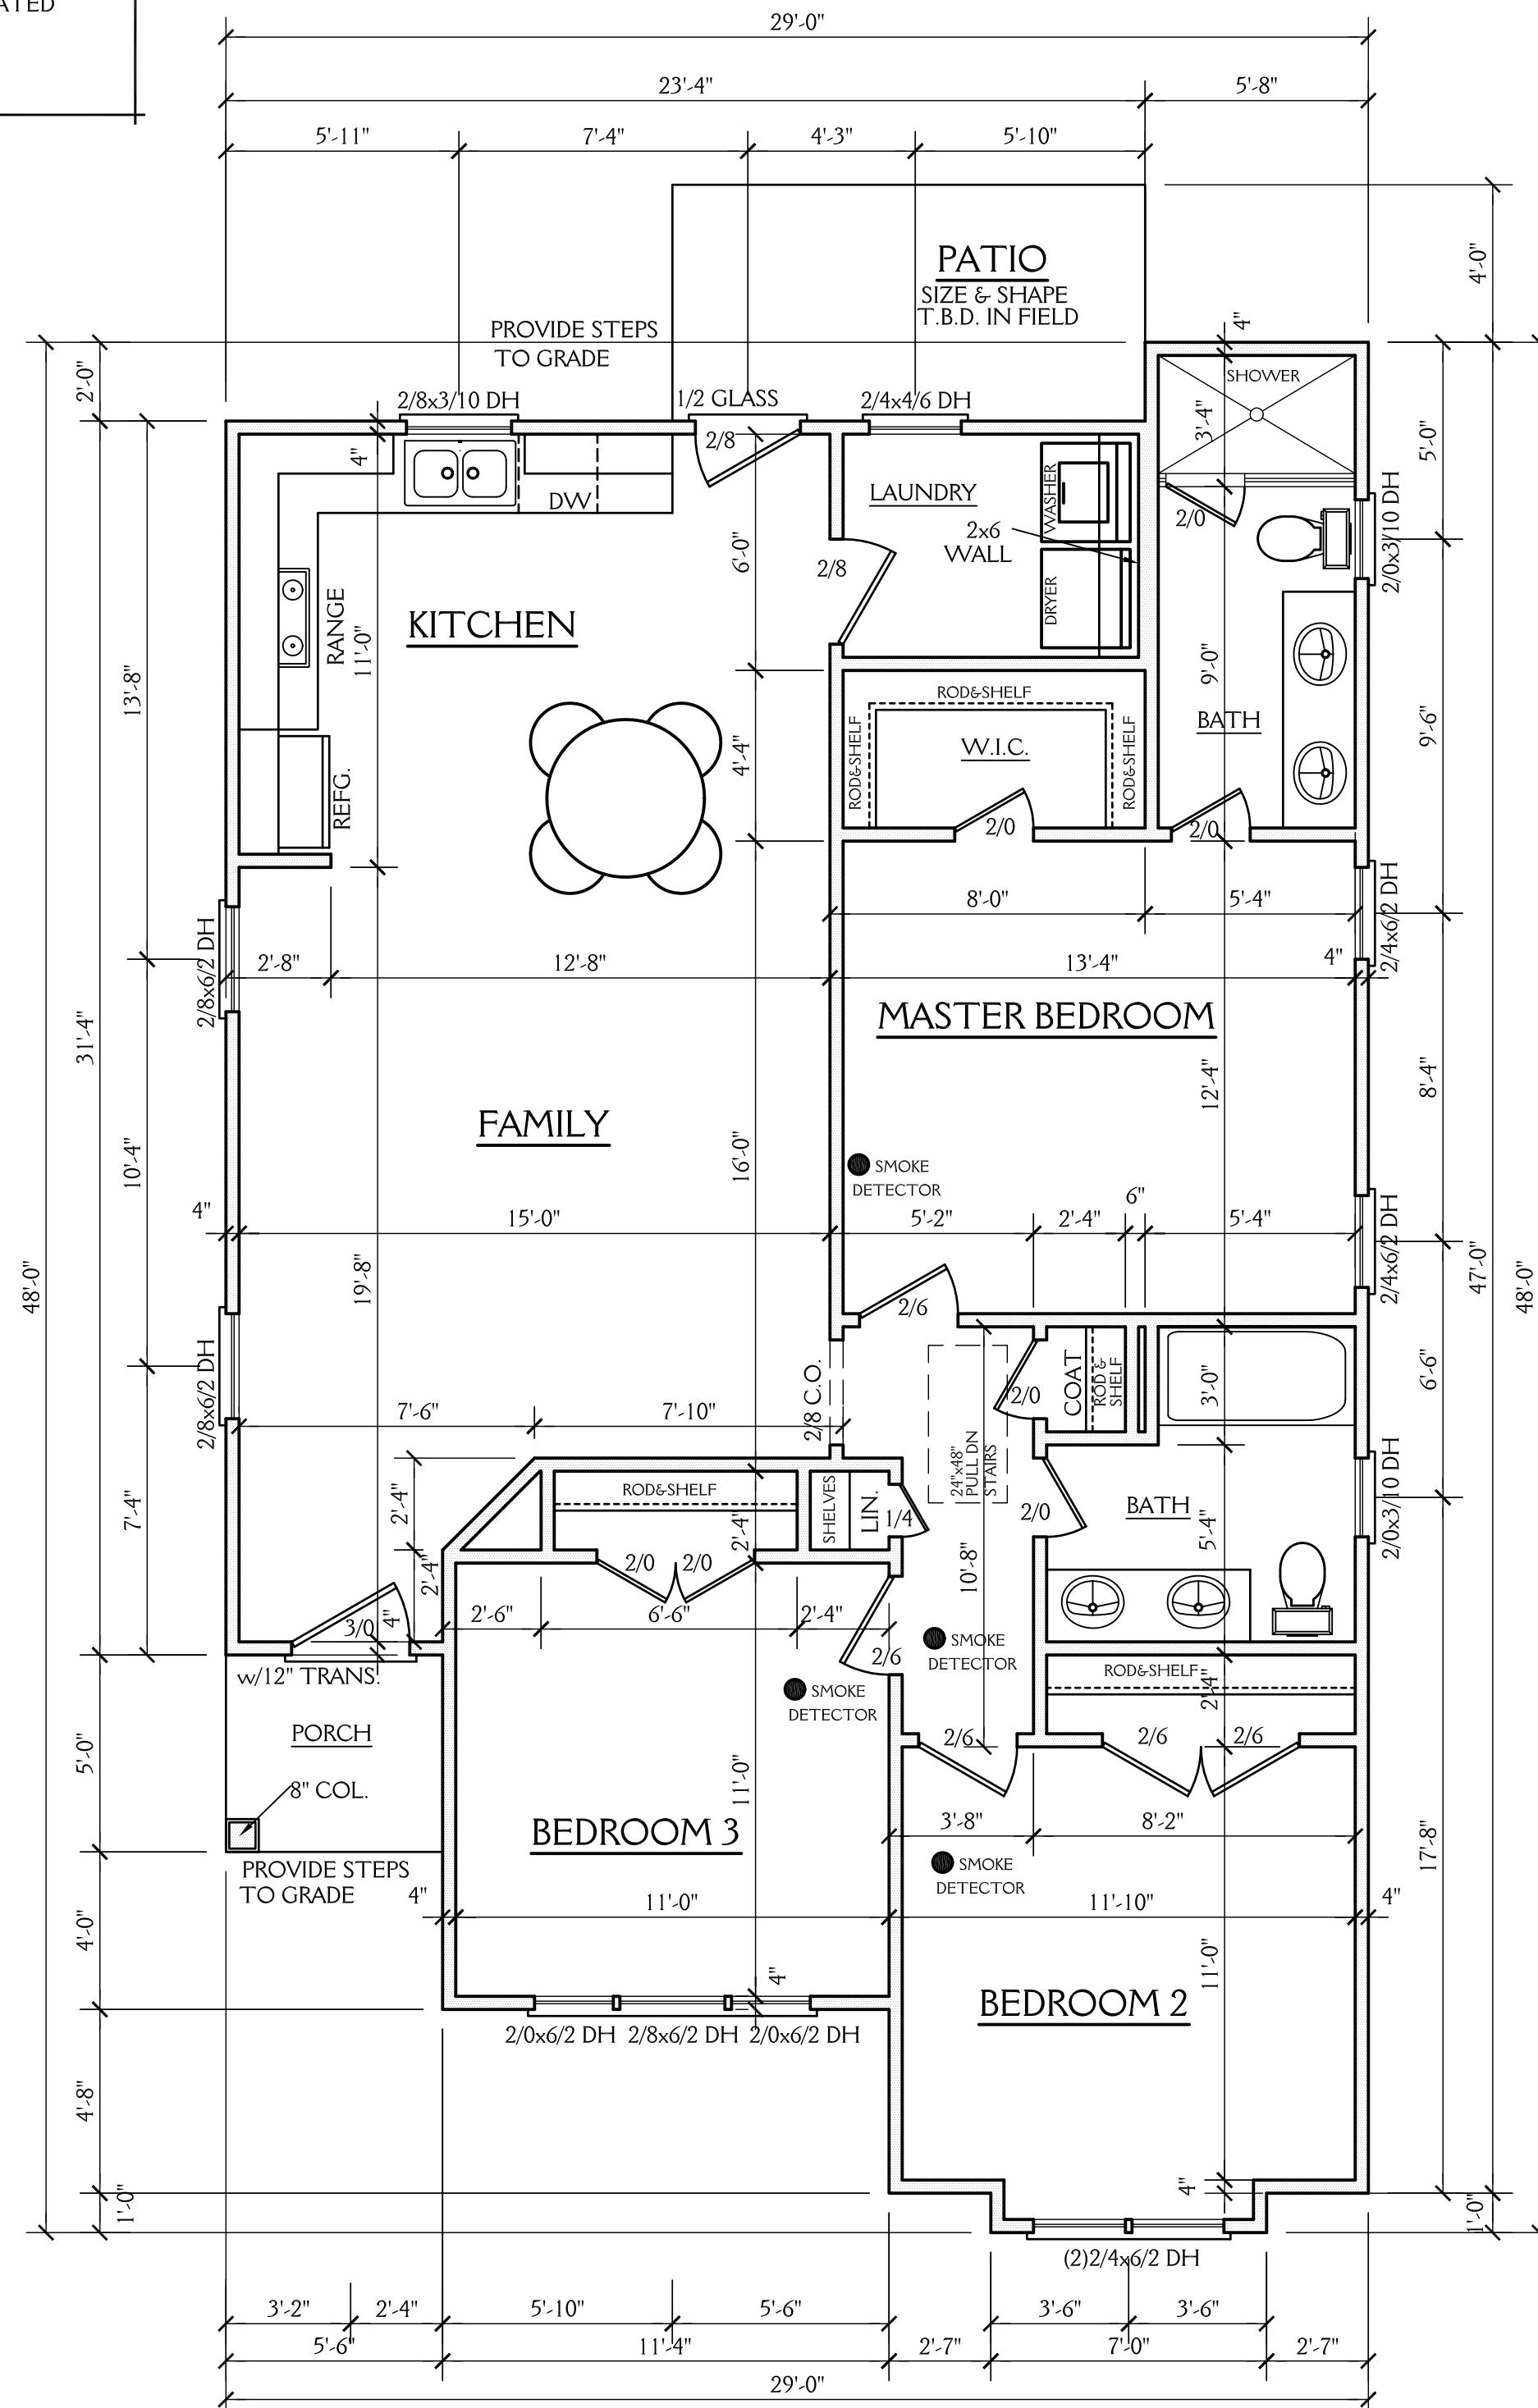 ATED
29'-0"
23'-4" 5'-8"
5'-11" 7'-4" 4'-3" 5'-10"
PATIO
SIZE & SHAPE
T.B.D. IN FIELD
4'-0"
PROVIDE STEPS
TO GRADE
4"
2'-0"
2/8x3/10 DH
1/2 GLASS
2/4x4/6 DH
SHOWER
3'-4"
5'-0"
4"
2/8
DW
LAUNDRY
WASHER
2x6
WALL
2/0
2/0x3/10 DH
6'-0"
2/8
DRYER
KITCHEN
RANGE
11'-0"
13'-8"
9'-0"
BATH
9'-6"
ROD&SHELF
ROD&SHELF
W.I.C.
ROD&SHELF
4'-4"
REFG.
2/0
2/0
8'-0" 5'-4"
2/8x6/2 DH
2/4x6/2 DH
2'-8" 12'-8" 13'-4" 4"
MASTER BEDROOM
31'-4"
12'-4"
8'-4"
FAMILY
16'-0"
10'-4"
SMOKE
DETECTOR
4" 15'-0" 5'-2" 2'-4" 6" 5'-4"
2/4x6/2 DH
48'-0"
19'-8"
47'-0"
48'-0"
2/6
2/8x6/2 DH
2/8 C.O.
2/0
COAT
ROD &
SHELF
3'-0"
6'-6"
7'-6" 7'-10"
24"x48"
PULL DN
STAIRS
2'-4"
ROD&SHELF
SHELVES
LIN.
1/4
2/0
BATH
5'-4"
2/0x3/10 DH
7'-4"
2'-4"
2'-4"
2/0 2/0
10'-8"
3/0
4"
2'-6" 6'-6" 2'-4"
2/6
SMOKE
DETECTOR
w/12" TRANS.
SMOKE
DETECTOR
ROD&SHELF
2'-4"
PORCH
2/6
2/6 2/6
5'-0"
8" COL.
11'-0"
BEDROOM 3
3'-8" 8'-2"
17'-8"
PROVIDE STEPS
TO GRADE
SMOKE
DETECTOR
4" 11'-0" 11'-10" 4"
4'-0"
11'-0"
4"
BEDROOM 2
2/0x6/2 DH 2/8x6/2 DH 2/0x6/2 DH
4'-8"
4"
1'-0"
1'-0"
(2)2/4x6/2 DH
3'-2" 2'-4" 5'-10" 5'-6" 3'-6" 3'-6"
5'-6" 11'-4" 2'-7" 7'-0" 2'-7"
29'-0"